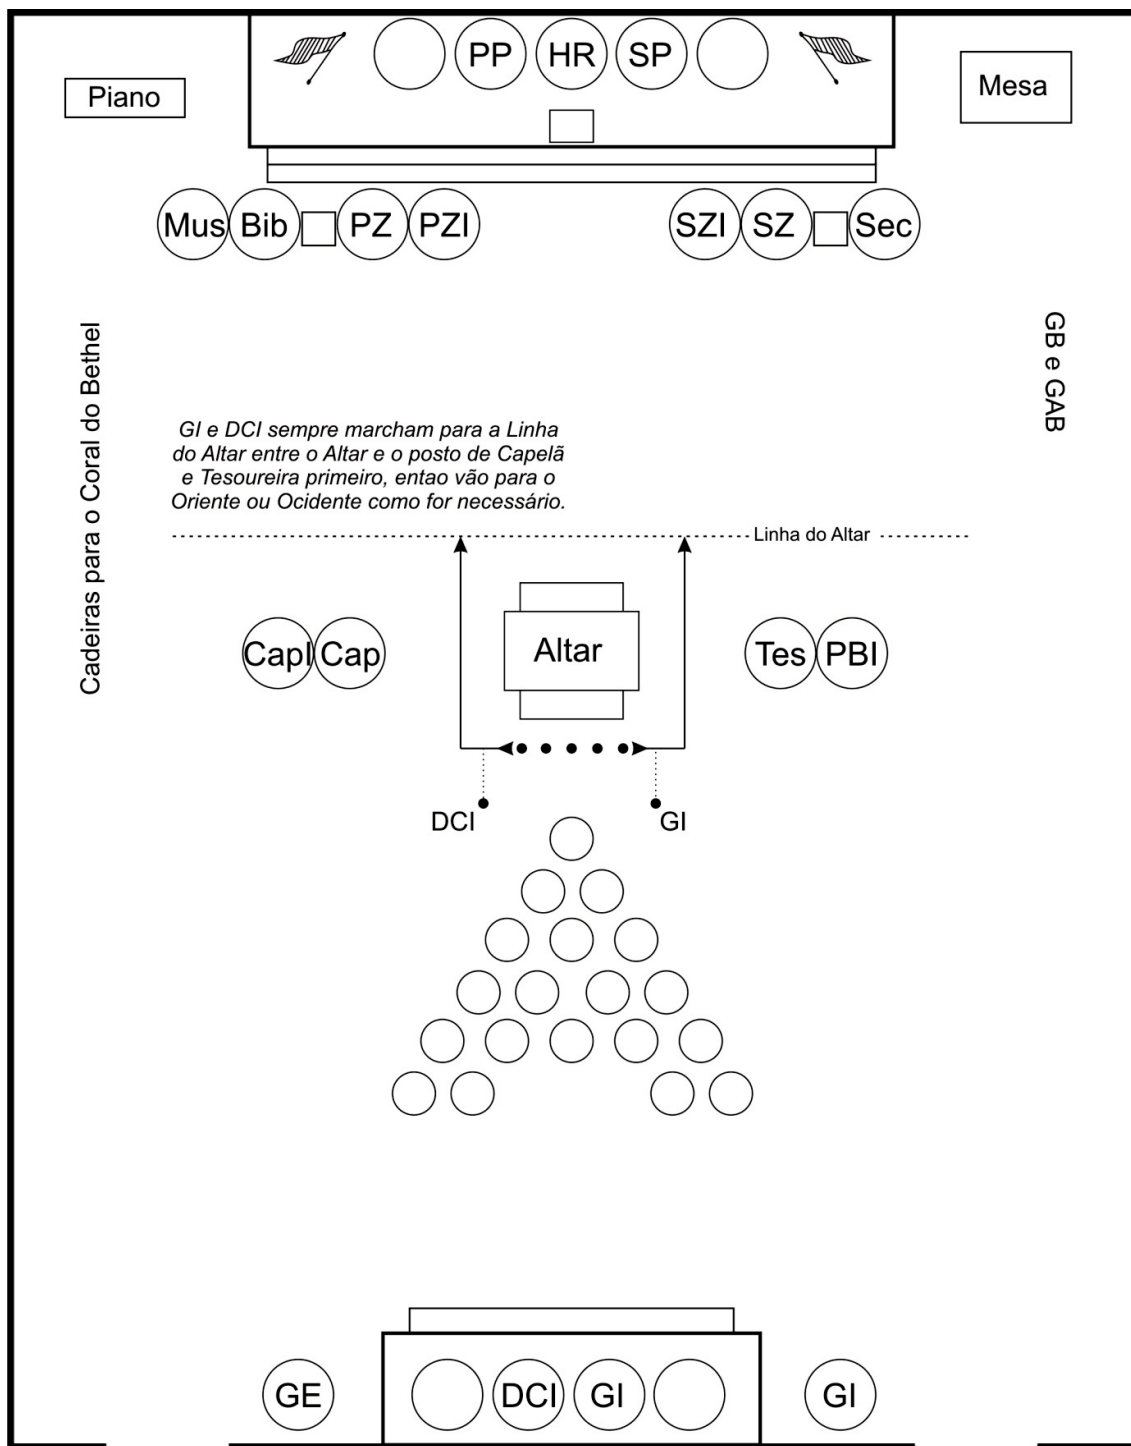 PP HR SP
Piano
Mesa
Mus Bib PZ PZI SZI SZ Sec
Cadeiras para o Coral do Bethel
GB e GAB
GI e DCI sempre marcham para a Linha
do Altar entre o Altar e o posto de Capelã
e Tesoureira primeiro, entao vão para o
Oriente ou Ocidente como for necessário.
Linha do Altar
CapI Cap Altar Tes PBI
DCI GI
GE DCI GI GI